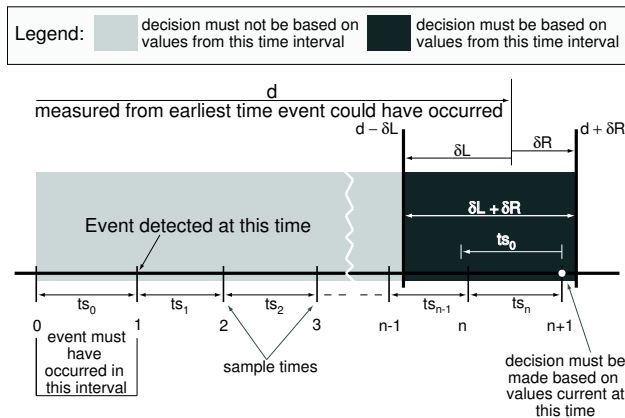 Legend:
decision must not be based on
values from this time interval
decision must be based on
values from this time interval
d
measured from earliest time event could have occurred
d – δL
d + δR
δL
δR
δL + δR
Event detected at this time
ts₀
ts₀
ts₁
ts₂
tsₙ₋₁
tsₙ
0
1
2
3
n-1
n
n+1
event must
have
occurred in
this interval
sample times
decision must be
made based on
values current at
this time